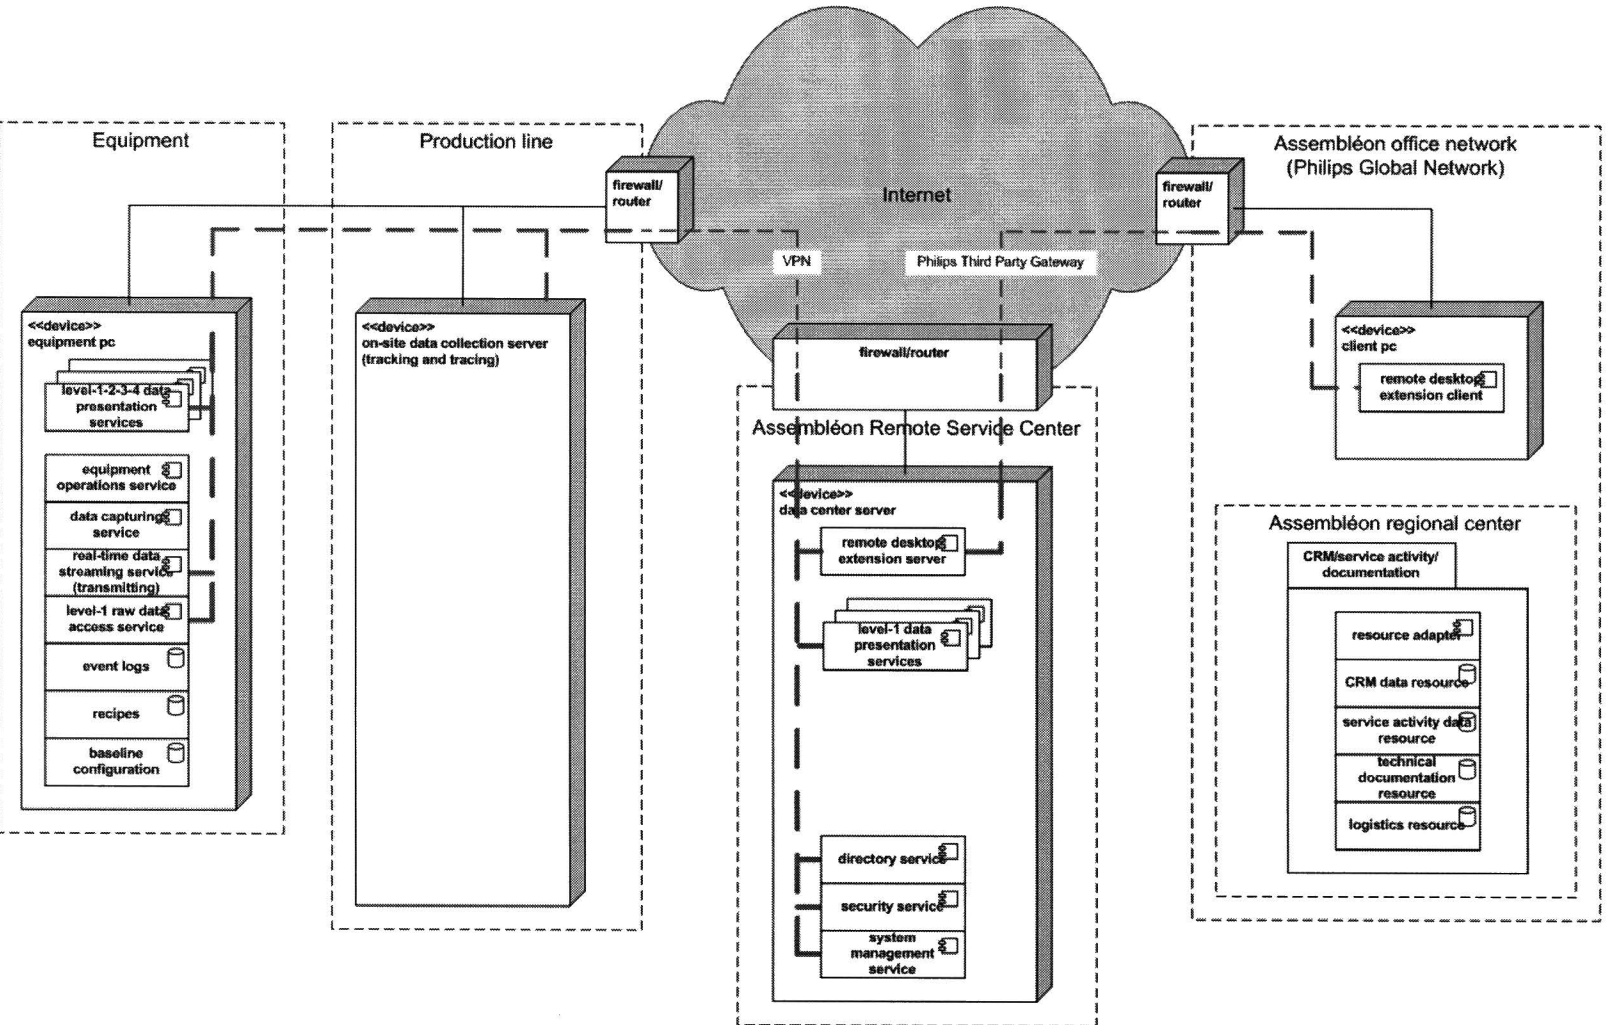 Equipment
<<device>>
equipment pc
level-1-2-3-4 data
presentation
services
equipment
operations service
data capturing
service
real-time data
streaming service
(transmitting)
level-1 raw data
access service
event logs
recipes
baseline
configuration
Production line
<<device>>
on-site data collection server
(tracking and tracing)
firewall/
router
Internet
VPN
Philips Third Party Gateway
firewall/router
Assembléon Remote Service Center
<<device>>
data center server
remote desktop
extension server
level-1 data
presentation
services
directory service
security service
system
management
service
firewall/
router
Assembléon office network
(Philips Global Network)
<<device>>
client pc
remote desktop
extension client
Assembléon regional center
CRM/service activity/
documentation
resource adapter
CRM data resource
service activity data
resource
technical
documentation
resource
logistics resource